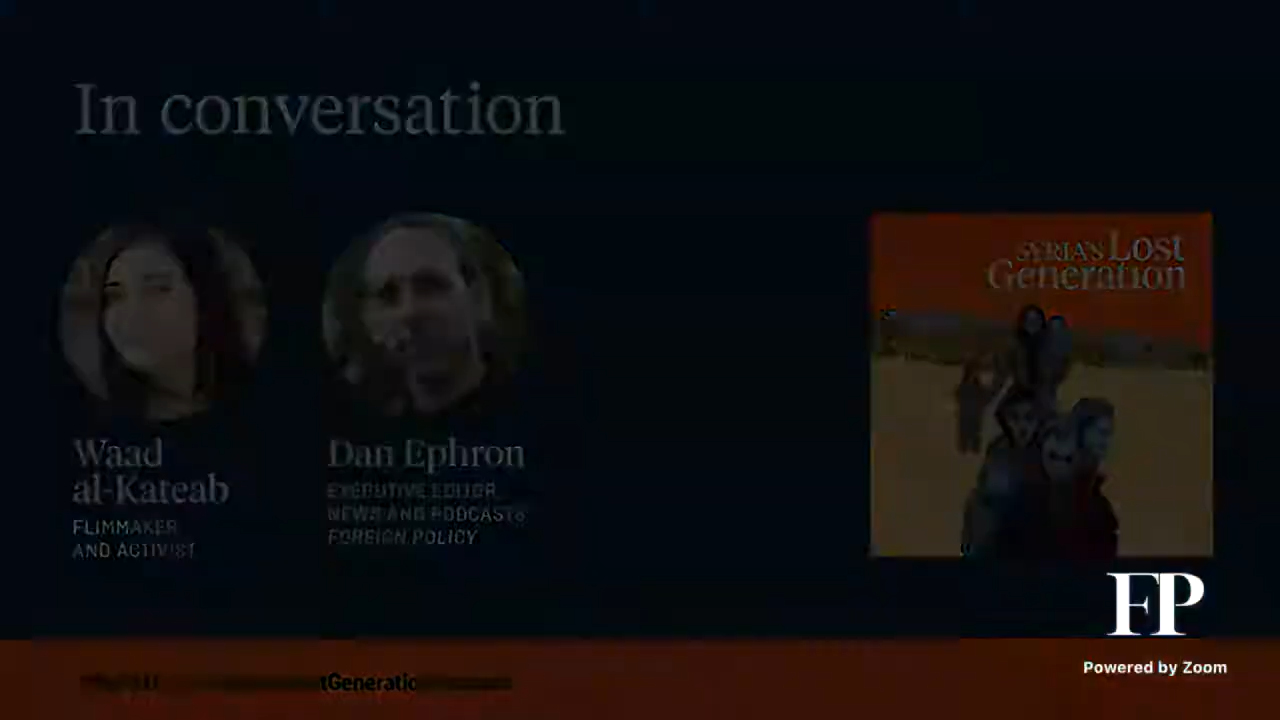 In conversation
SYRIA'S Lost
Generation
Waad
al-Kateab
FLIMMAKER
AND ACTIVIST
Dan Ephron
EXECUTIVE EDITOR,
NEWS AND PODCASTS
FOREIGN POLICY
FP
Powered by Zoom
tGeneratio